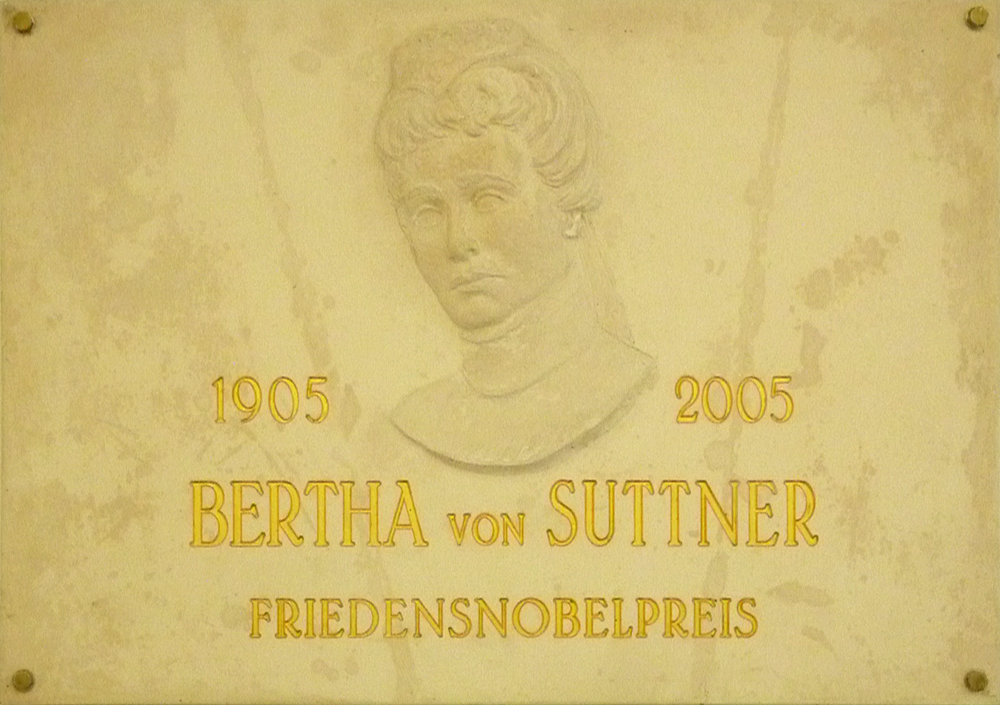 1905 2005
BERTHA VON SUTTNER
FRIEDENSNOBELPREIS